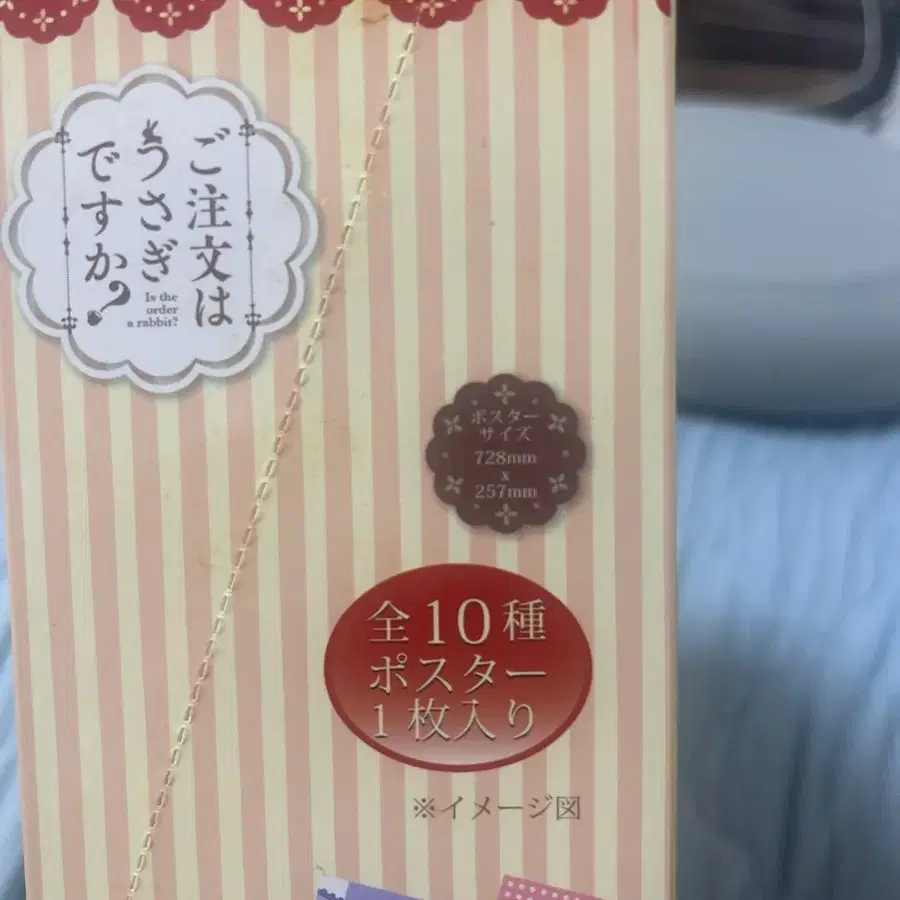 ご注文は
うさぎ
ですか?
Is the
order
a rabbit?
ポスター
サイズ
728mm
x
257mm
全10種
ポスター
1枚入り
※イメージ図